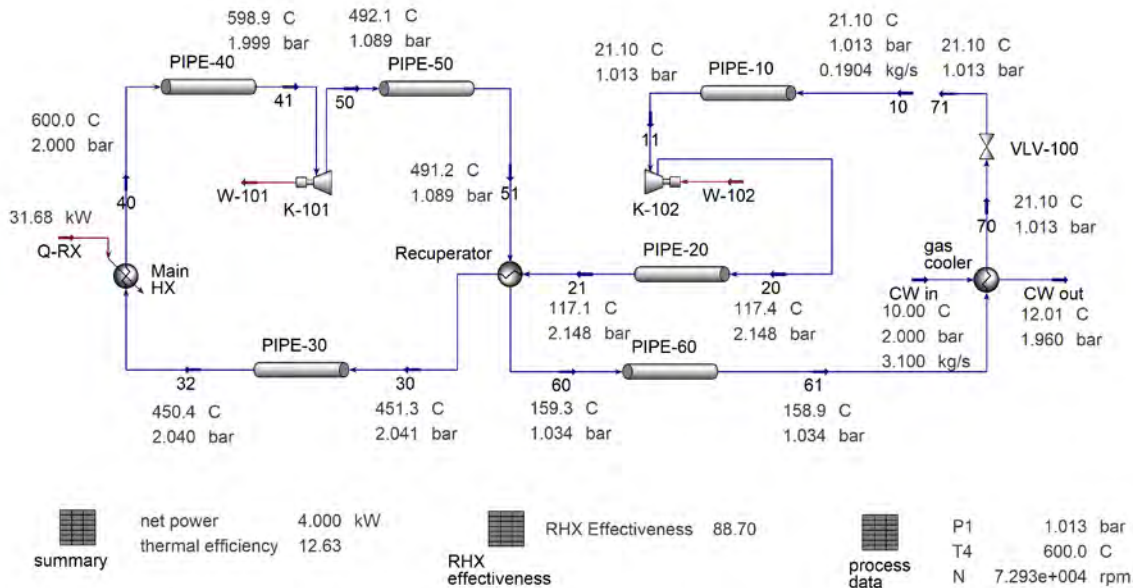 598.9 C
1.999 bar
492.1 C
1.089 bar
21.10 C
1.013 bar
21.10 C
1.013 bar
0.1904 kg/s
21.10 C
1.013 bar
PIPE-40
PIPE-50
PIPE-10
41
50
10
71
600.0 C
2.000 bar
11
VLV-100
40
W-101
K-101
491.2 C
1.089 bar
51
K-102
W-102
21.10 C
1.013 bar
70
31.68 kW
Q-RX
Main
HX
Recuperator
PIPE-20
gas
cooler
21
20
CW in
CW out
117.1 C
2.148 bar
117.4 C
2.148 bar
10.00 C
2.000 bar
3.100 kg/s
12.01 C
1.960 bar
PIPE-30
PIPE-60
32
30
60
61
450.4 C
2.040 bar
451.3 C
2.041 bar
159.3 C
1.034 bar
158.9 C
1.034 bar
summary
net power 4.000 kW
thermal efficiency 12.63
RHX
effectiveness
RHX Effectiveness 88.70
process
data
P1 1.013 bar
T4 600.0 C
N 7.293e+004 rpm